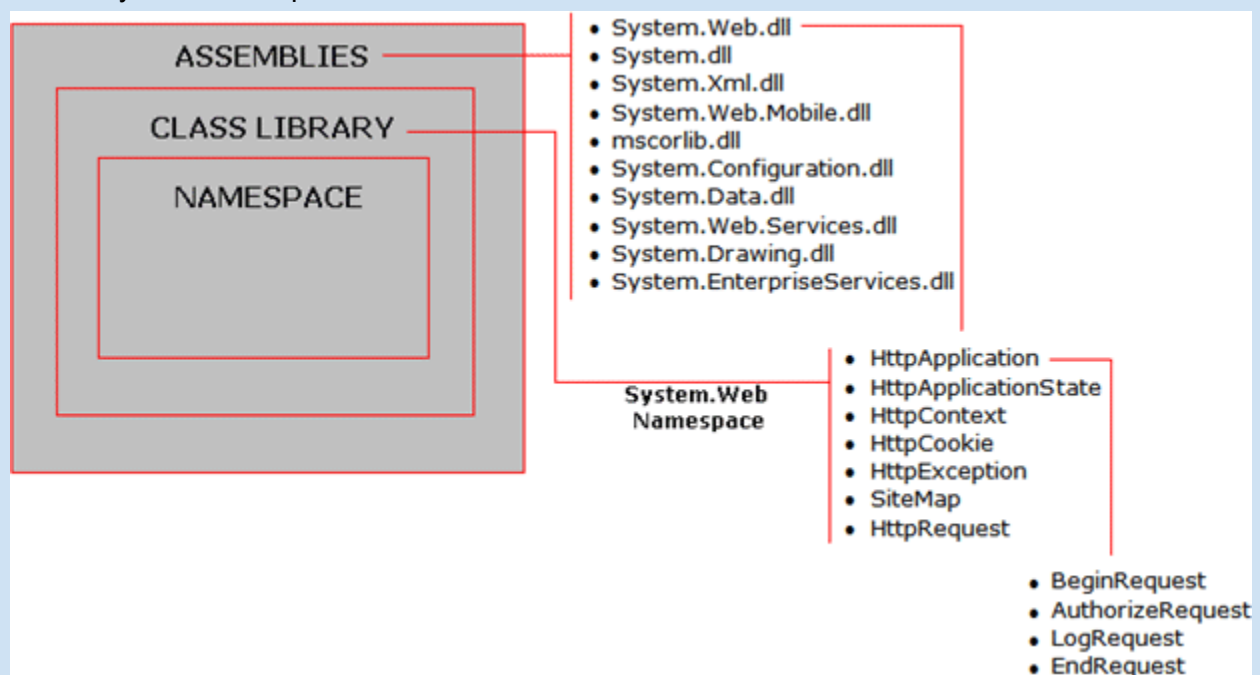 ASSEMBLIES
CLASS LIBRARY
NAMESPACE
• System.Web.dll
• System.dll
• System.Xml.dll
• System.Web.Mobile.dll
• mscorlib.dll
• System.Configuration.dll
• System.Data.dll
• System.Web.Services.dll
• System.Drawing.dll
• System.EnterpriseServices.dll
System.Web
Namespace
• HttpApplication
• HttpApplicationState
• HttpContext
• HttpCookie
• HttpException
• SiteMap
• HttpRequest
• BeginRequest
• AuthorizeRequest
• LogRequest
• EndRequest